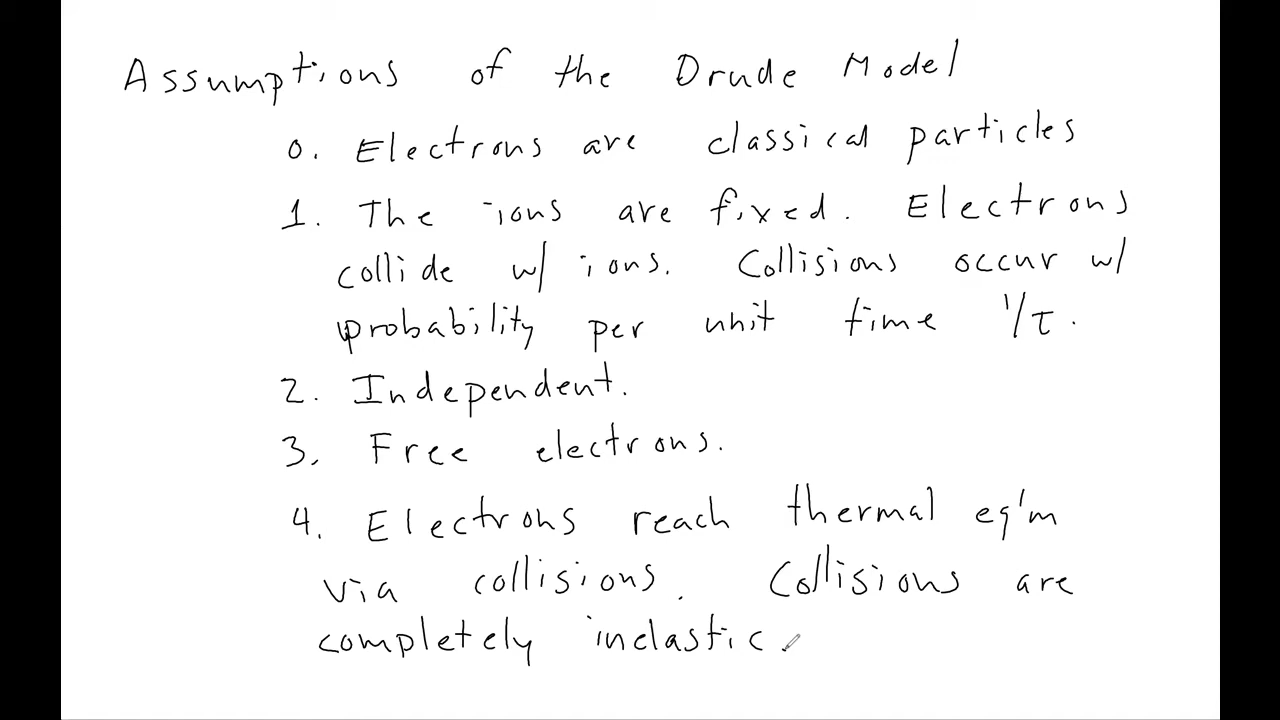 Assumptions of the Drude Model
0. Electrons are classical particles
1. The ions are fixed. Electrons
collide w/ ions. Collisions occur w/
probability per unit time 1/τ.
2. Independent.
3. Free electrons.
4. Electrons reach thermal eq'm
via collisions. Collisions are
completely inelastic.